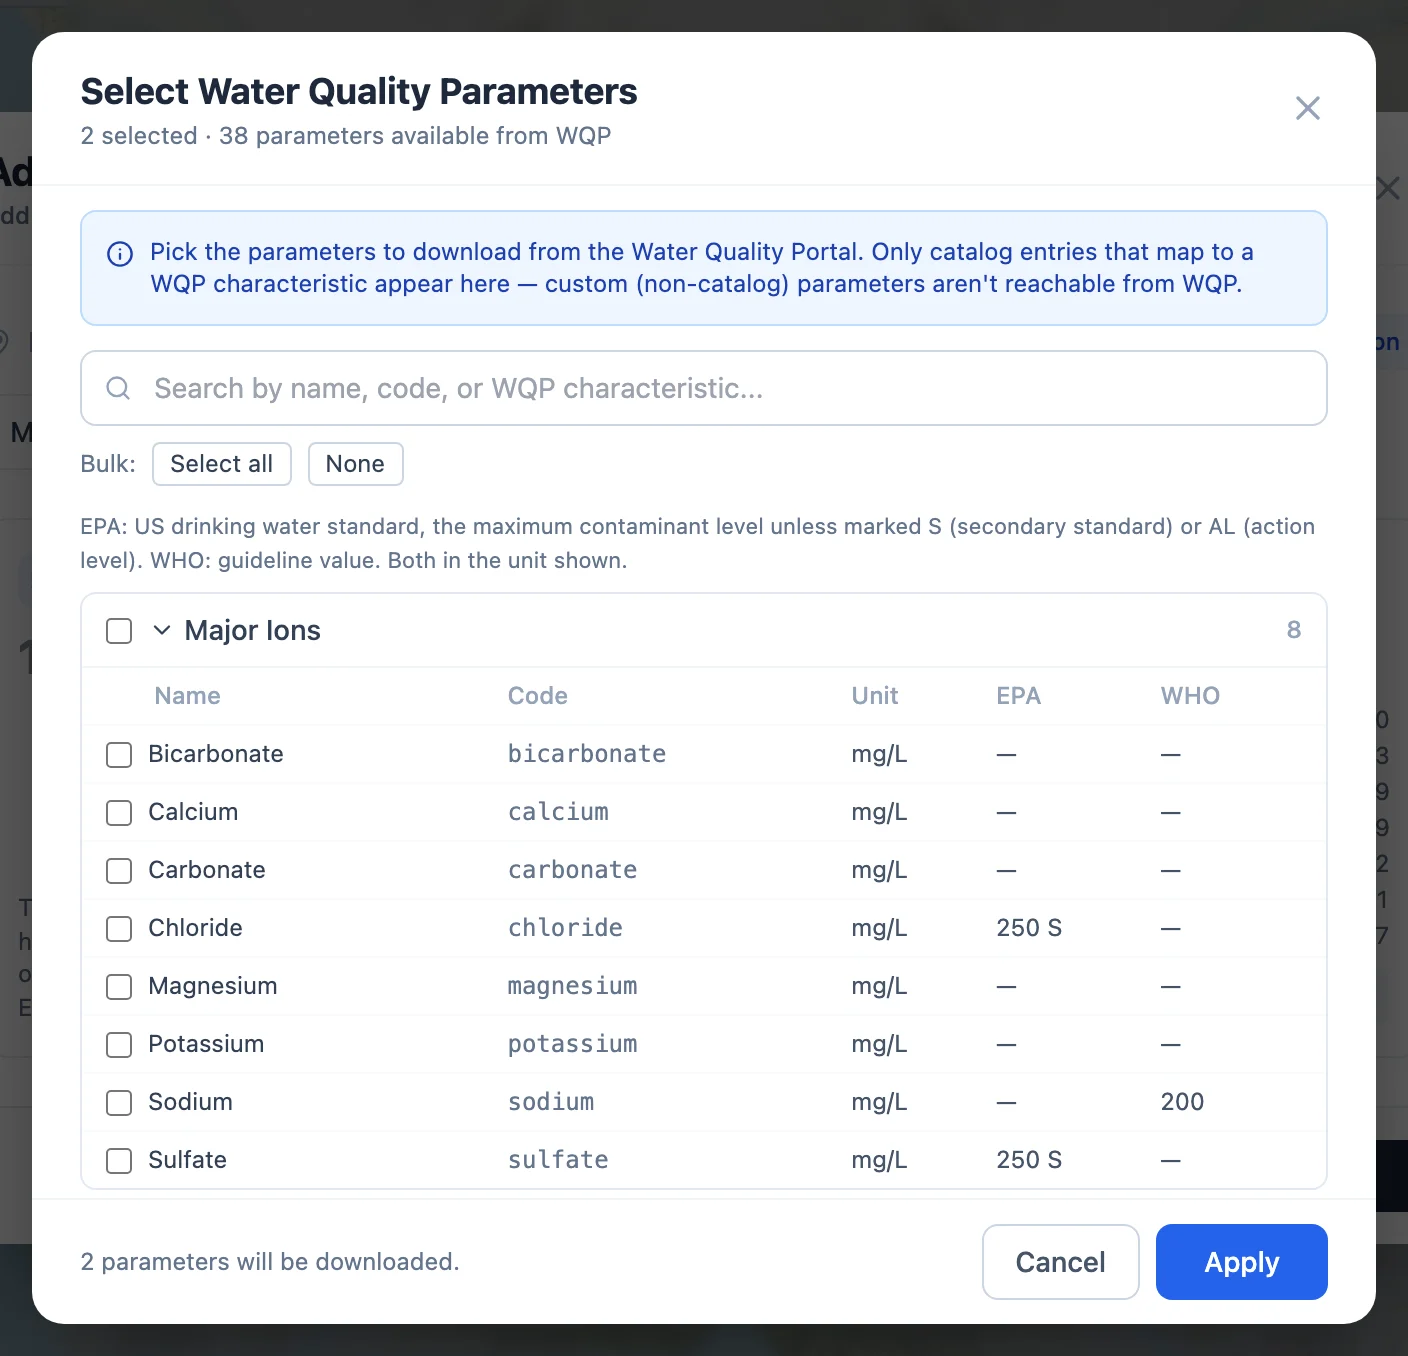 Select Water Quality Parameters
2 selected · 38 parameters available from WQP
Pick the parameters to download from the Water Quality Portal. Only catalog entries that map to a
WQP characteristic appear here — custom (non-catalog) parameters aren't reachable from WQP.
Search by name, code, or WQP characteristic...
Bulk: Select all None
EPA: US drinking water standard, the maximum contaminant level unless marked S (secondary standard) or AL (action
level). WHO: guideline value. Both in the unit shown.
Major Ions 8
Name Code Unit EPA WHO
Bicarbonate bicarbonate mg/L — —
Calcium calcium mg/L — —
Carbonate carbonate mg/L — —
Chloride chloride mg/L 250 S —
Magnesium magnesium mg/L — —
Potassium potassium mg/L — —
Sodium sodium mg/L — 200
Sulfate sulfate mg/L 250 S —
2 parameters will be downloaded. Cancel Apply